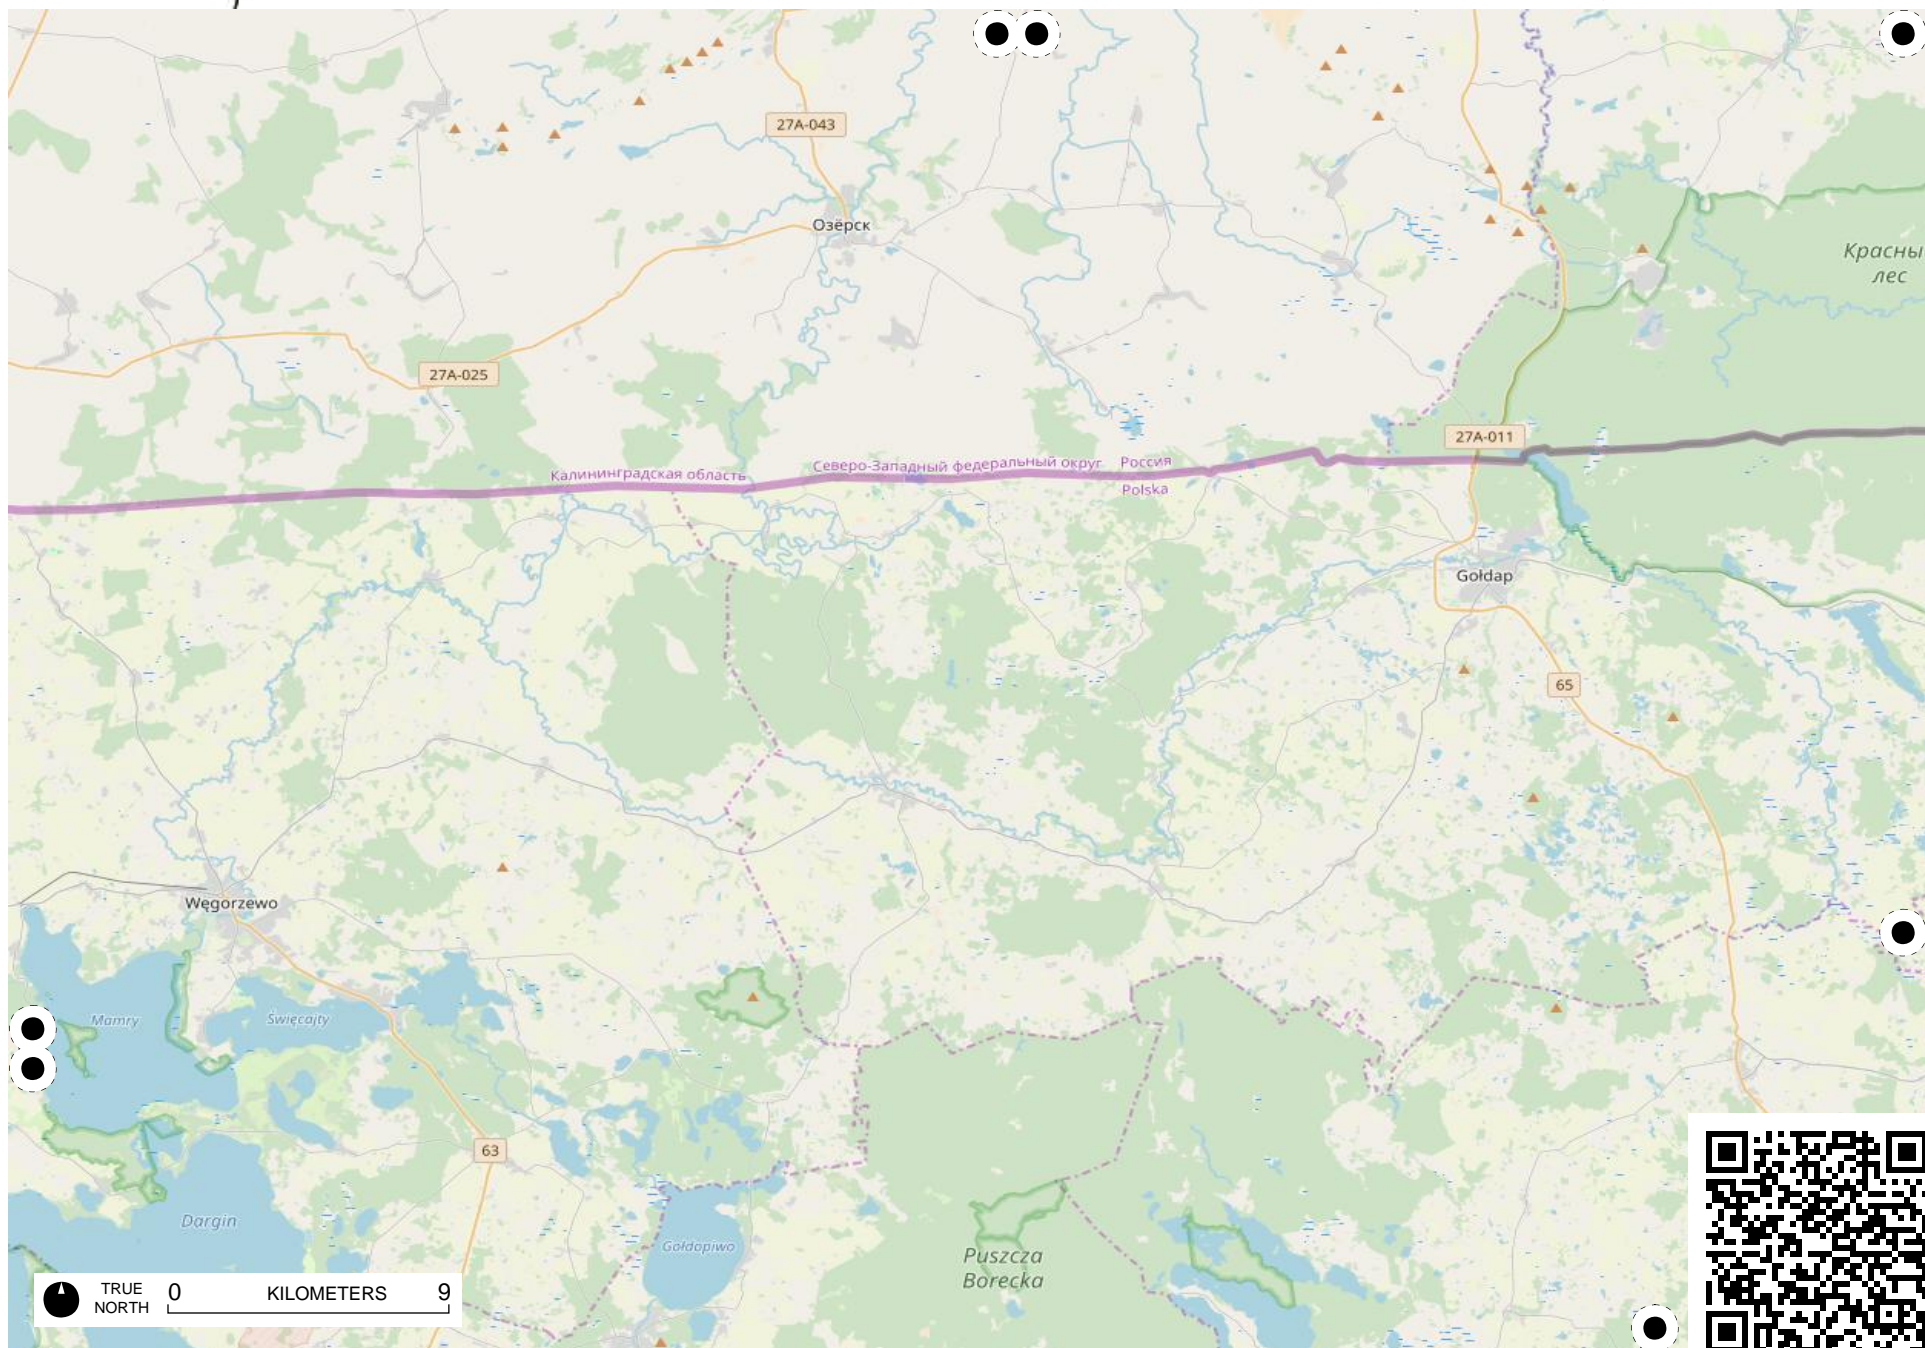 27A-043
Озёрск
Красны
лес
27A-025
27A-011
Калининградская область
Северо-Западный федеральный округ
Россия
Polska
Gołdap
65
Węgorzewo
Mamry
Święcajty
63
Dargin
Gołdopiwo
Puszcza
Borecka
TRUE
NORTH
0 KILOMETERS 9